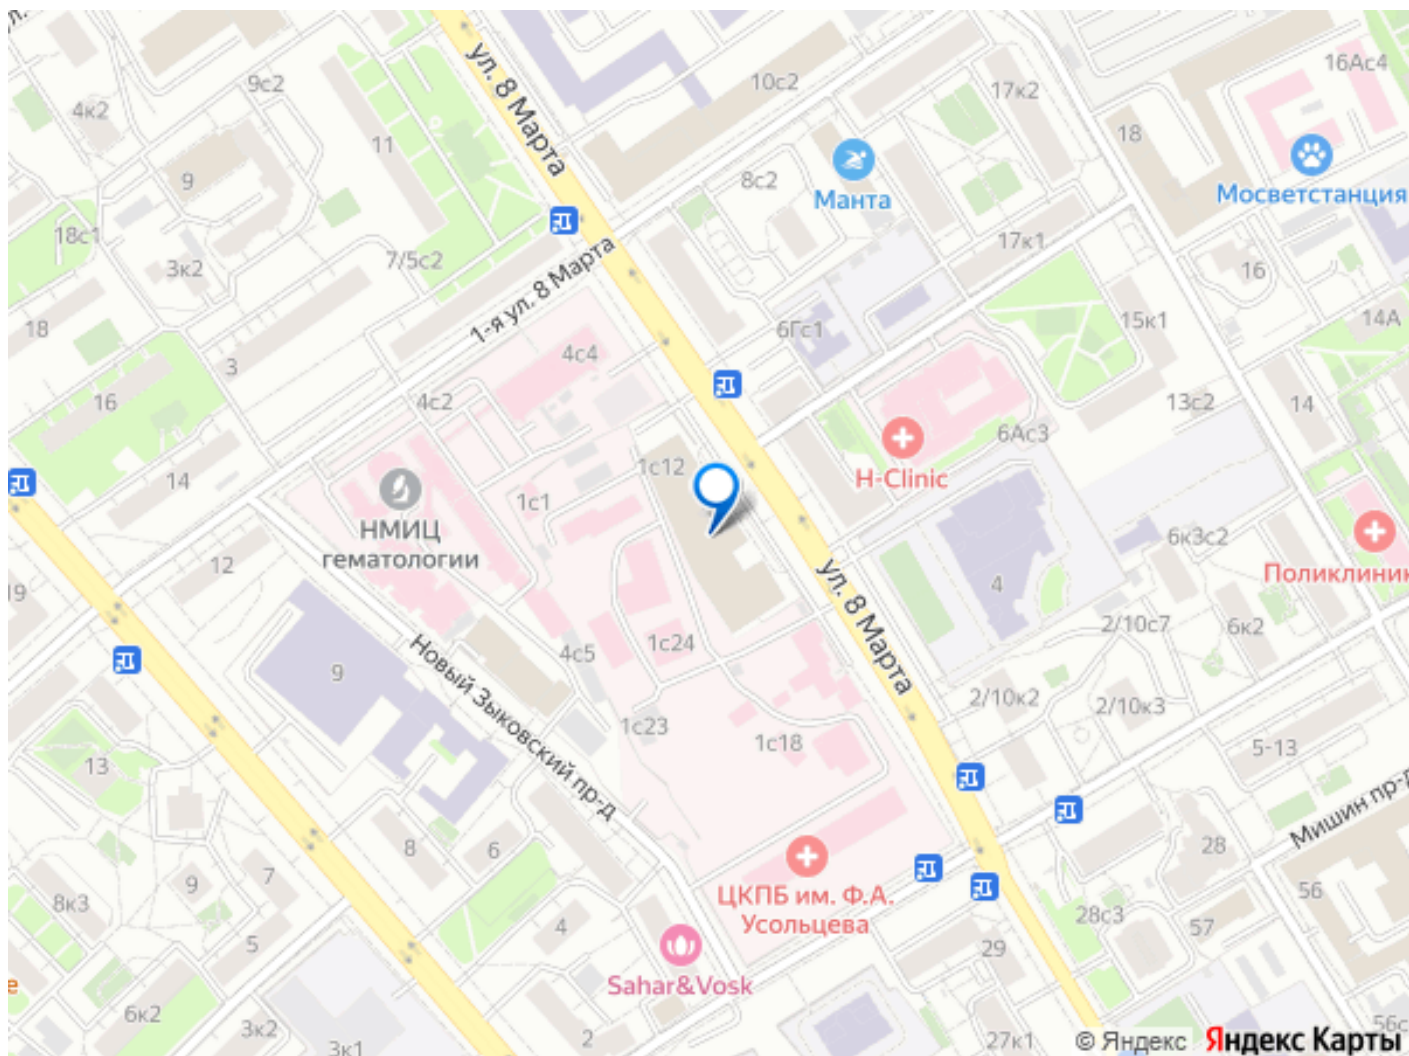 ул. 8 Марта
10с2
17к2
16Ас4
9с2
4к2
11
18
8с2
Манта
Мосветстанция
9
18с1
3к2
7/5с2
17к1
16
1-я ул. 8 Марта
18
6Гс1
15к1
14А
3
4с4
16
4с2
13с2
14
6Ас3
14
1с12
H-Clinic
1с1
НМИЦ
гематологии
6к3с2
12
Поликлиник
19
ул. 8 Марта
4
2/10с7
6к2
4с5
1с24
Новый Зыковский пр-д
9
2/10к2
2/10к3
1с23
1с18
5-13
13
Мишин пр-д
8
6
28
ЦКПБ им. Ф.А.
Усольцева
7
9
8к3
56
28с3
57
4
5
29
Sahar&Vosk
е
6к2
3к2
3к1
2
27к1
56с
© Яндекс Яндекс Карты